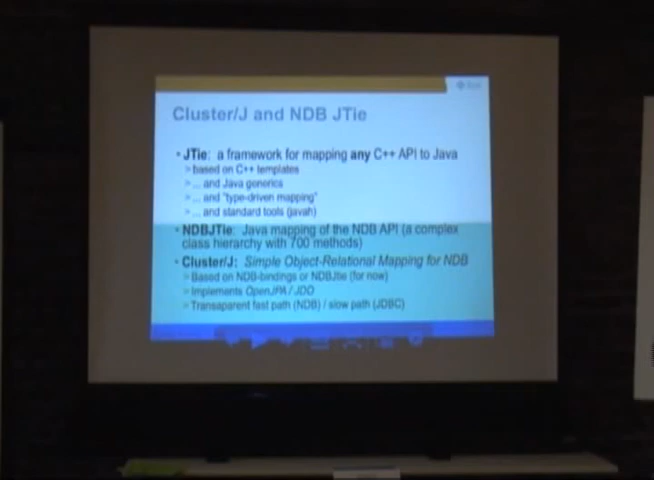 Cluster/J and NDB JTie
• JTie: a framework for mapping any C++ API to Java
> based on C++ templates
> ... and Java generics
> ... and "type-driven mapping"
> ... and standard tools (javah)
• NDBJTie: Java mapping of the NDB API (a complex
class hierarchy with 700 methods)
• Cluster/J: Simple Object-Relational Mapping for NDB
> Based on NDB-bindings or NDBJtie (for now)
> Implements OpenJPA / JDO
> Transaparent fast path (NDB) / slow path (JDBC)